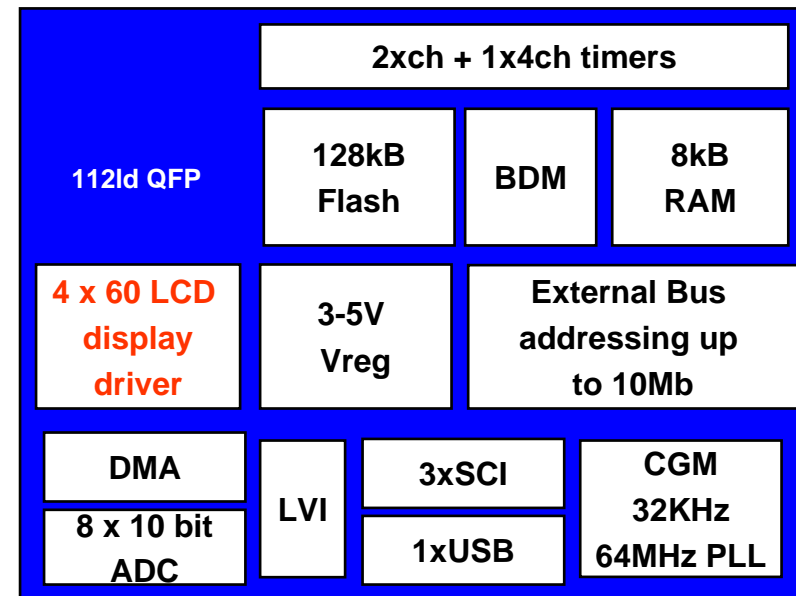 2xch + 1x4ch timers
112ld QFP
128kB
Flash
BDM
8kB
RAM
4 x 60 LCD
display
driver
3-5V
Vreg
External Bus
addressing up
to 10Mb
DMA
8 x 10 bit
ADC
LVI
3xSCI
1xUSB
CGM
32KHz
64MHz PLL